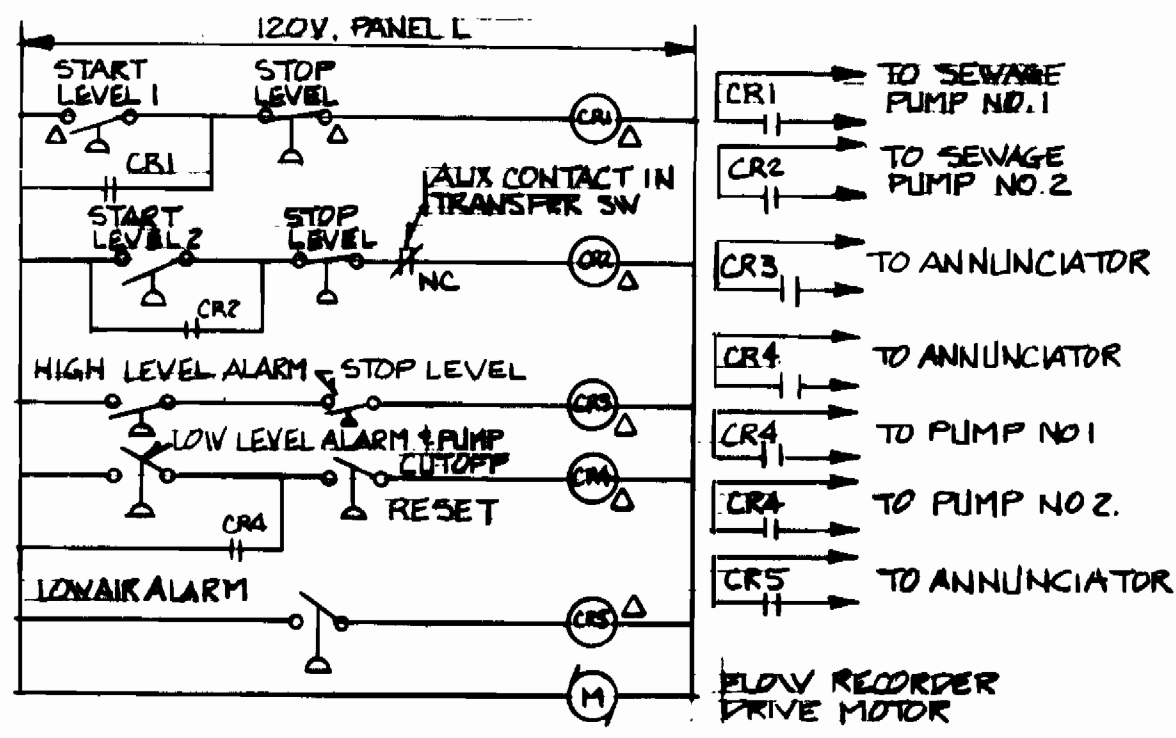 120V. PANEL L
START
LEVEL 1
STOP
LEVEL
CR1
CR1
START
LEVEL 2
STOP
LEVEL
AUX CONTACT IN
TRANSFER SW
NC
CR2
CR2
HIGH LEVEL ALARM
STOP LEVEL
CR3
LOW LEVEL ALARM & PUMP
CUTOFF
RESET
CR4
CR4
LOW AIR ALARM
CR5
M
CR1
TO SEWAGE
PUMP NO. 1
CR2
TO SEWAGE
PUMP NO. 2
CR3
TO ANNUNCIATOR
CR4
TO ANNUNCIATOR
CR4
TO PUMP NO 1
CR4
TO PUMP NO 2.
CR5
TO ANNUNCIATOR
FLOW RECORDER
DRIVE MOTOR